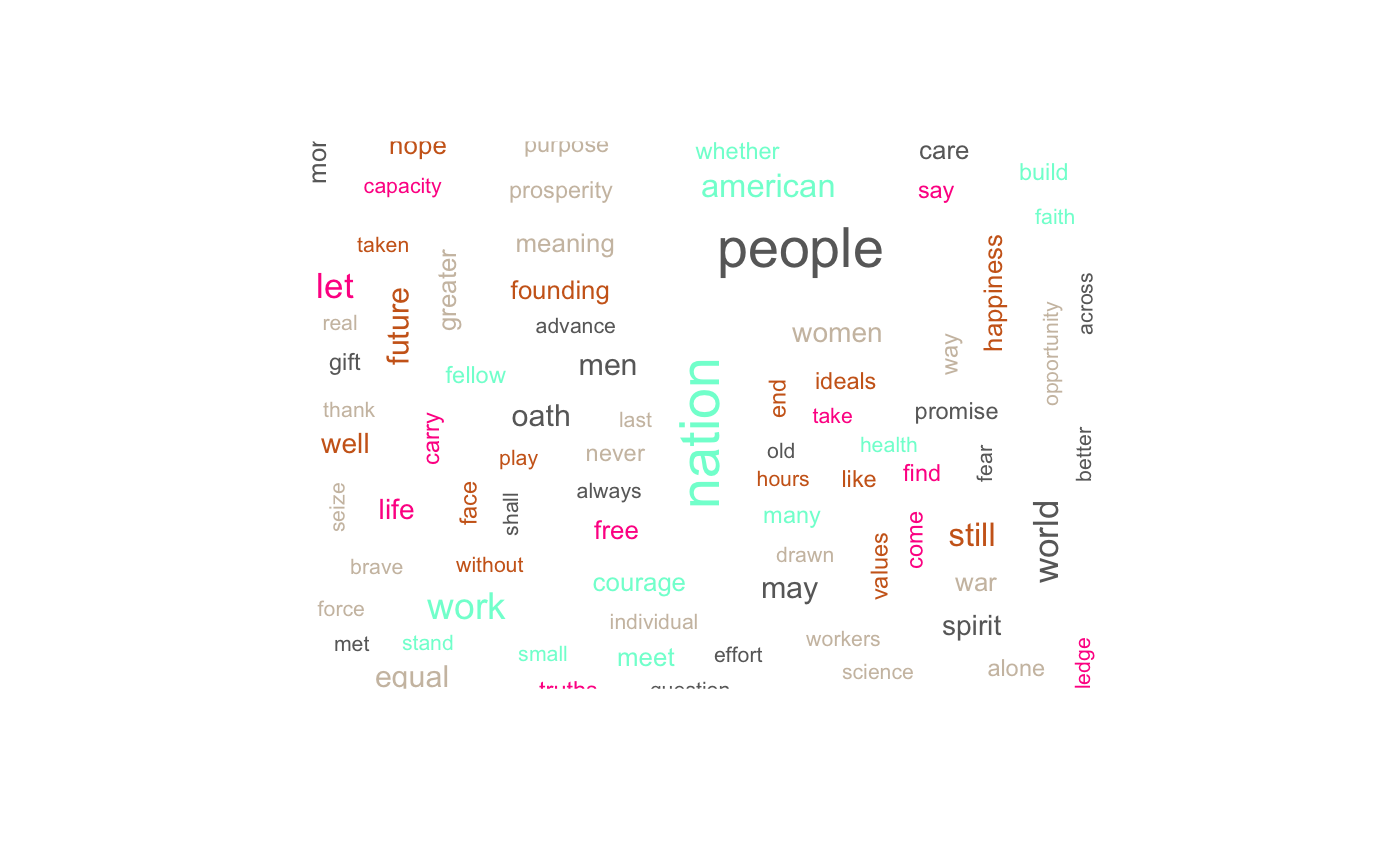 mor
hope
purpose
whether
care
capacity
prosperity
american
say
build
faith
people
taken
greater
meaning
happiness
let
future
founding
across
real
advance
women
way
opportunity
gift
men
fellow
nation
end
ideals
thank
carry
oath
last
take
promise
well
play
never
old
health
fear
better
hours
like
find
seize
life
face
shall
always
many
free
come
still
world
drawn
values
brave
without
courage
may
war
force
work
individual
spirit
met
stand
small
meet
effort
workers
science
alone
equal
truths
question
ledge